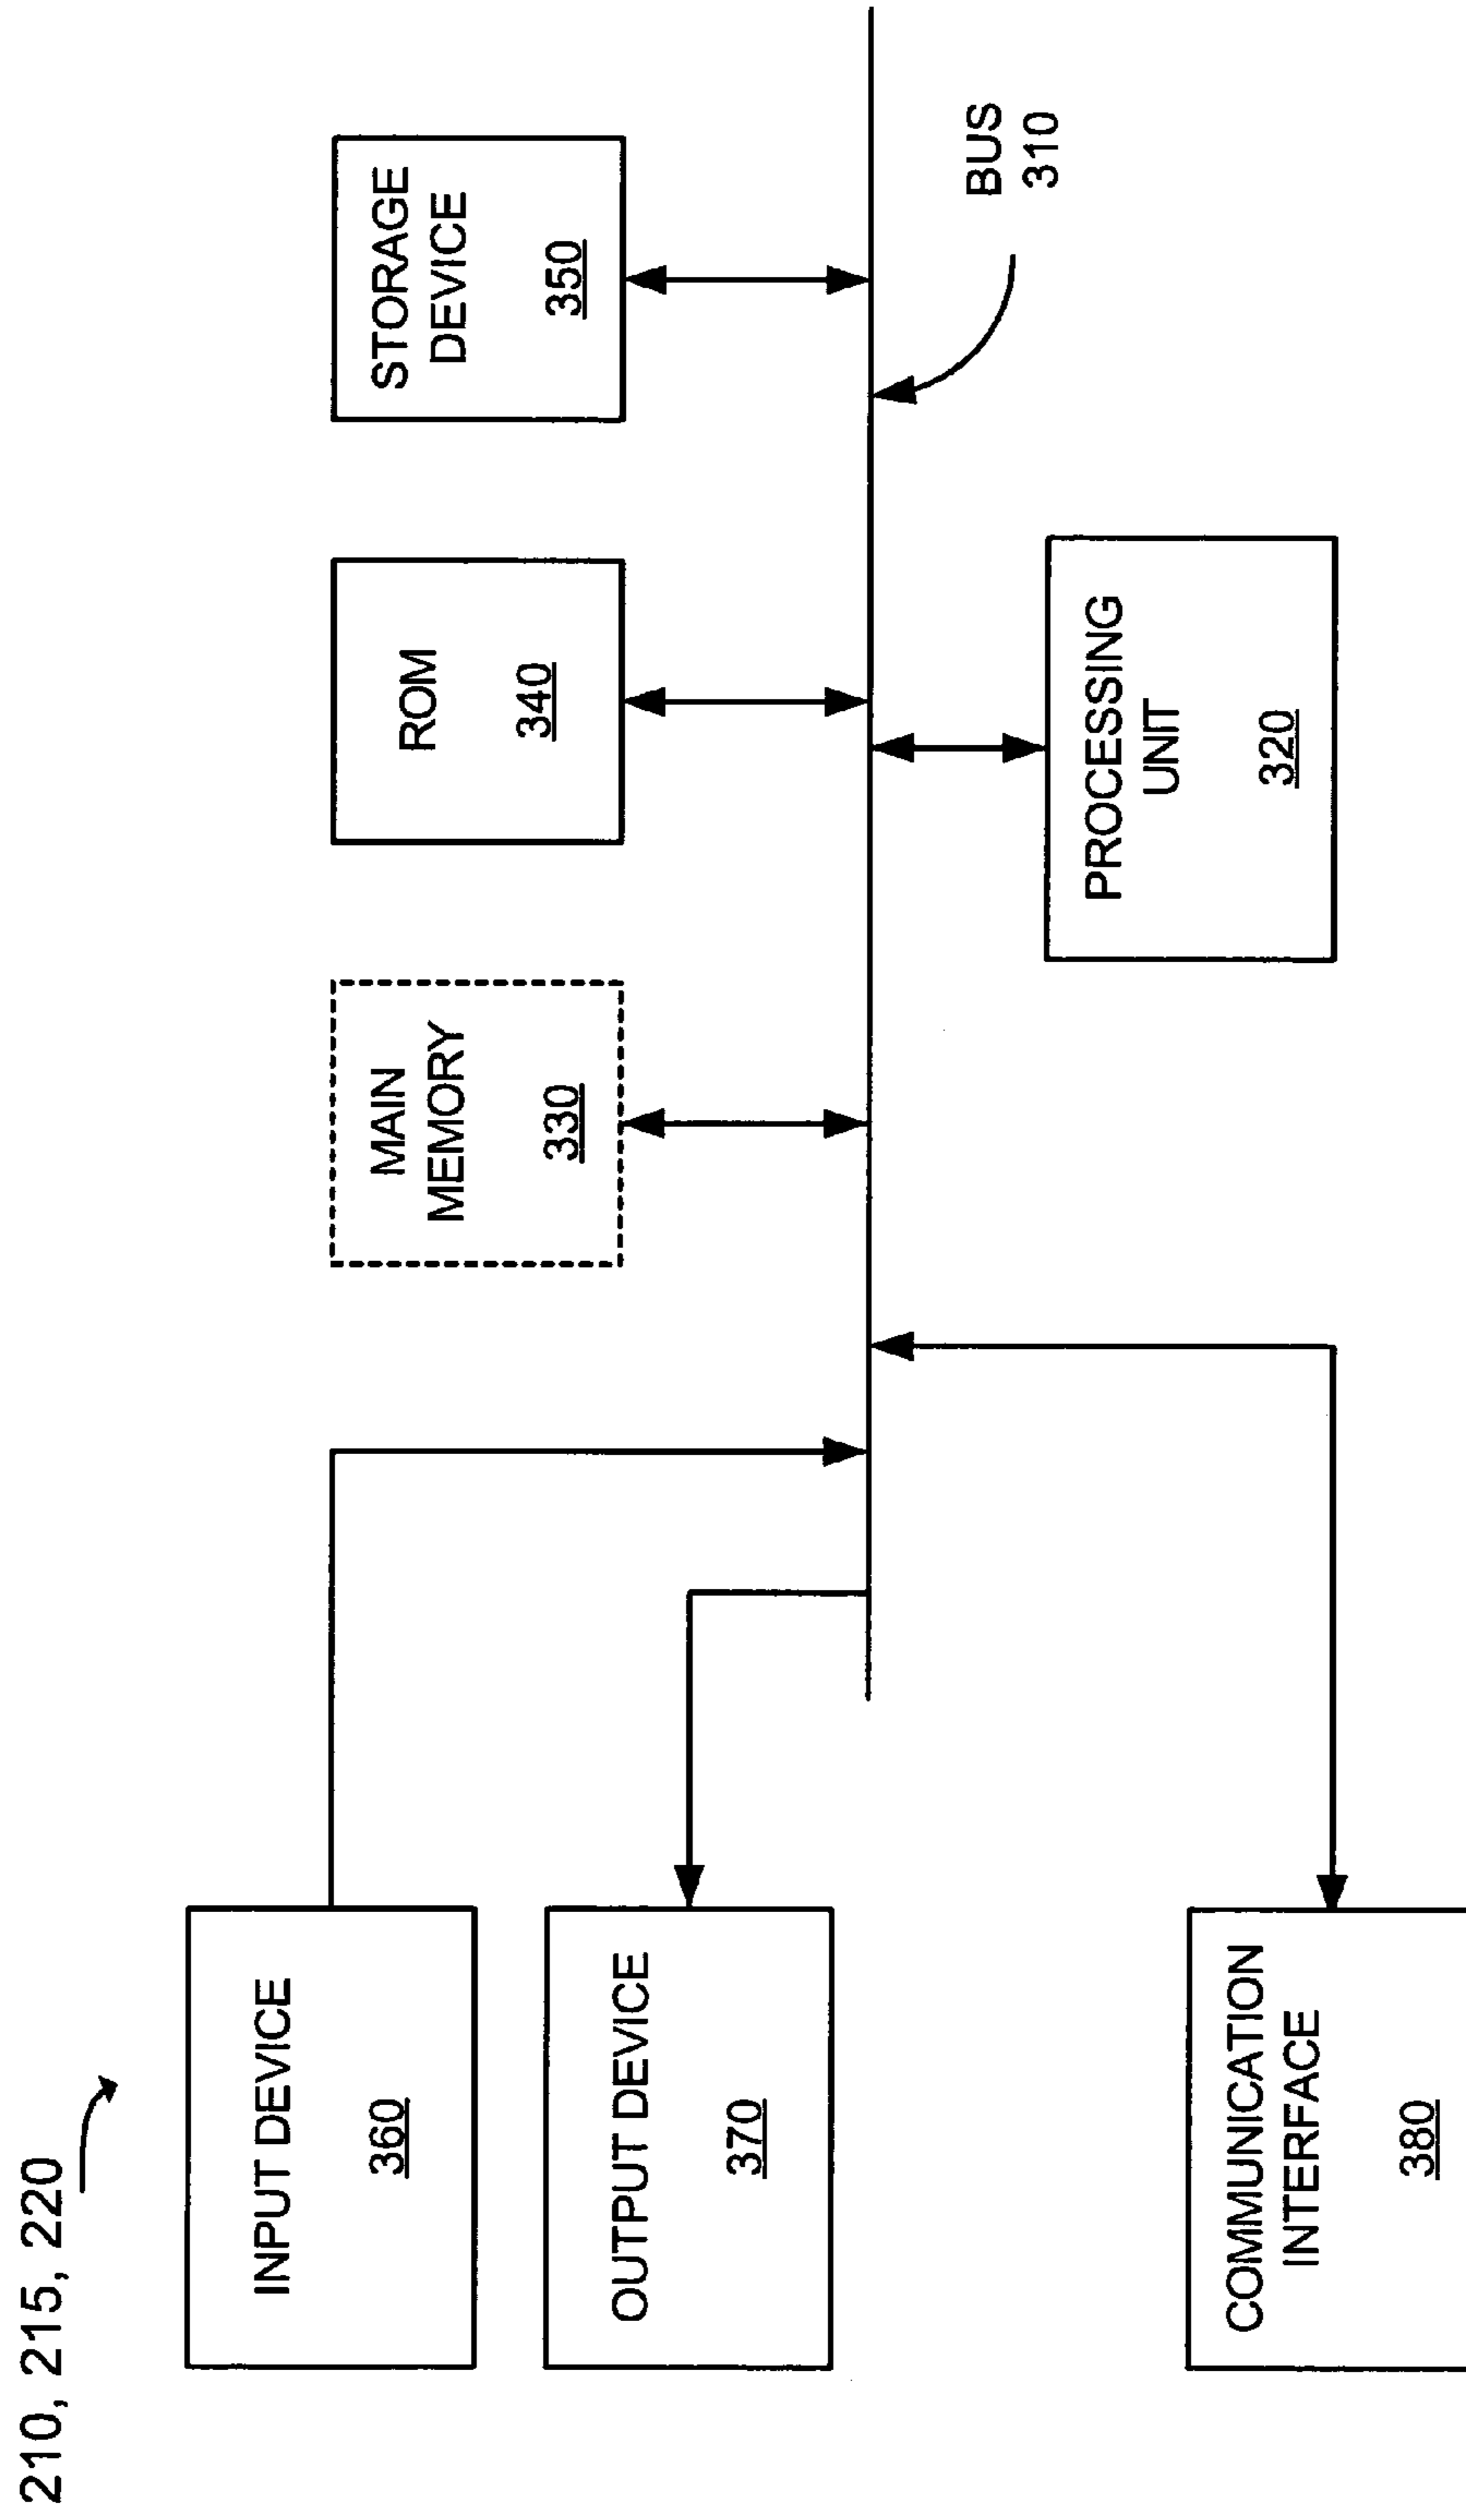 210, 215, 220
INPUT DEVICE
360
OUTPUT DEVICE
370
COMMUNICATION
INTERFACE
380
MAIN
MEMORY
330
ROM
340
STORAGE
DEVICE
350
PROCESSING
UNIT
320
BUS
310